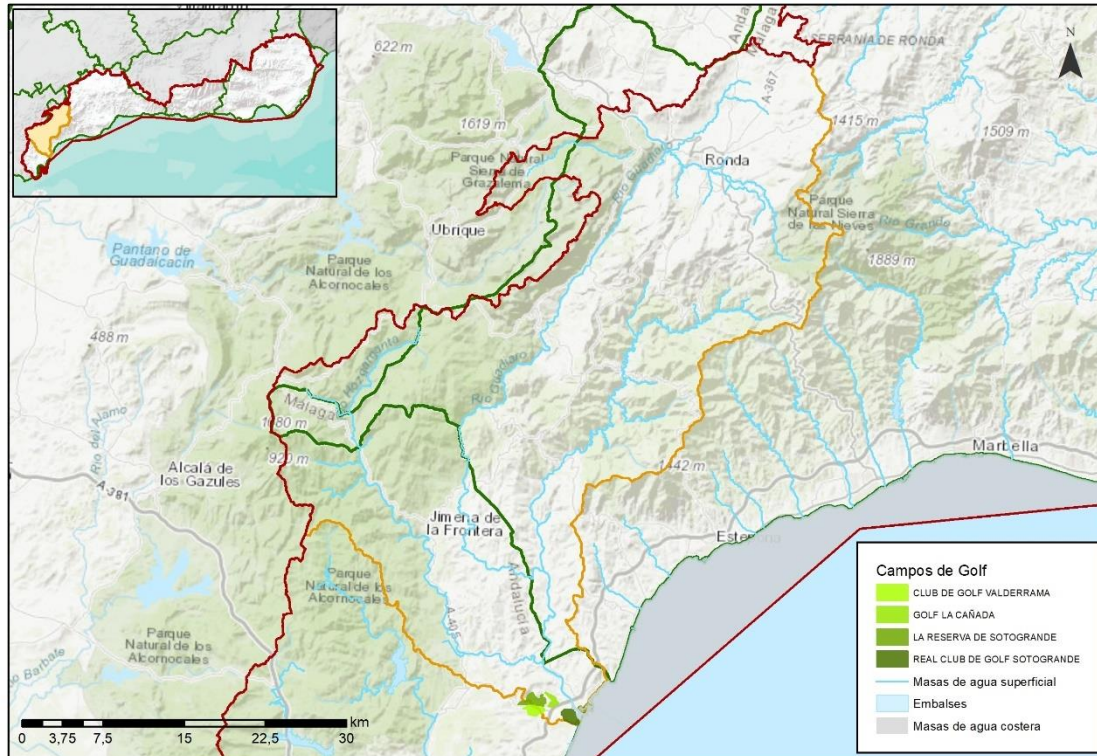 622 m
SERRANÍA DE RONDA
N
A-367
1619 m
1415 m
1509 m
Parque Natural
Sierra de
Grazalema
Río Guadiaro
Ronda
Ubrique
Parque
Natural Sierra
de las Nieves
Río Grande
Pantano de
Guadalcacín
Parque
Natural de los
Alcornocales
1889 m
488 m
Hozgarganta
Río Guadiaro
Málaga
Río del Álamo
1080 m
920 m
Alcalá de
los Gazules
1442 m
Marbella
A-381
Jimena de
la Frontera
Estepona
Andalucía
Parque
Natural de los
Alcornocales
A-405
Parque
Natural de los
Alcornocales
Río Barbate
km
0 3,75 7,5 15 22,5 30
Campos de Golf
CLUB DE GOLF VALDERRAMA
GOLF LA CAÑADA
LA RESERVA DE SOTOGRANDE
REAL CLUB DE GOLF SOTOGRANDE
Masas de agua superficial
Embalses
Masas de agua costera